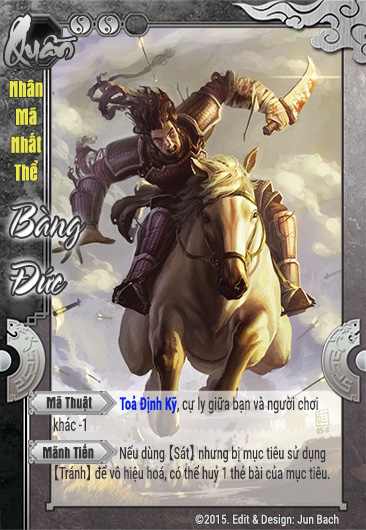 Quần
Nhân
Mã
Nhất
Thể
Bàng
Đức
Mã Thuật
Toả Định Kỹ, cự ly giữa bạn và người chơi
khác -1
Mãnh Tiến
Nếu dùng【Sát】nhưng bị mục tiêu sử dụng
【Tránh】để vô hiệu hoá, có thể huỷ 1 thẻ bài của mục tiêu.
©2015. Edit & Design: Jun Bach